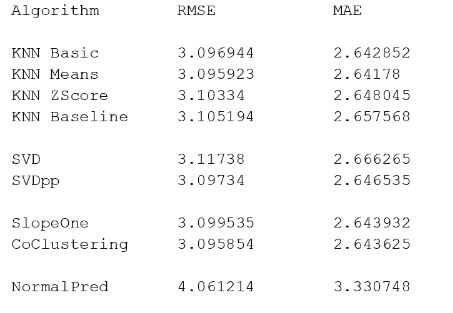 Algorithm RMSE MAE
KNN Basic 3.096944 2.642852
KNN Means 3.095923 2.64178
KNN ZScore 3.10334 2.648045
KNN Baseline 3.105194 2.657568
SVD 3.11738 2.666265
SVDpp 3.09734 2.646535
SlopeOne 3.099535 2.643932
CoClustering 3.095854 2.643625
NormalPred 4.061214 3.330748